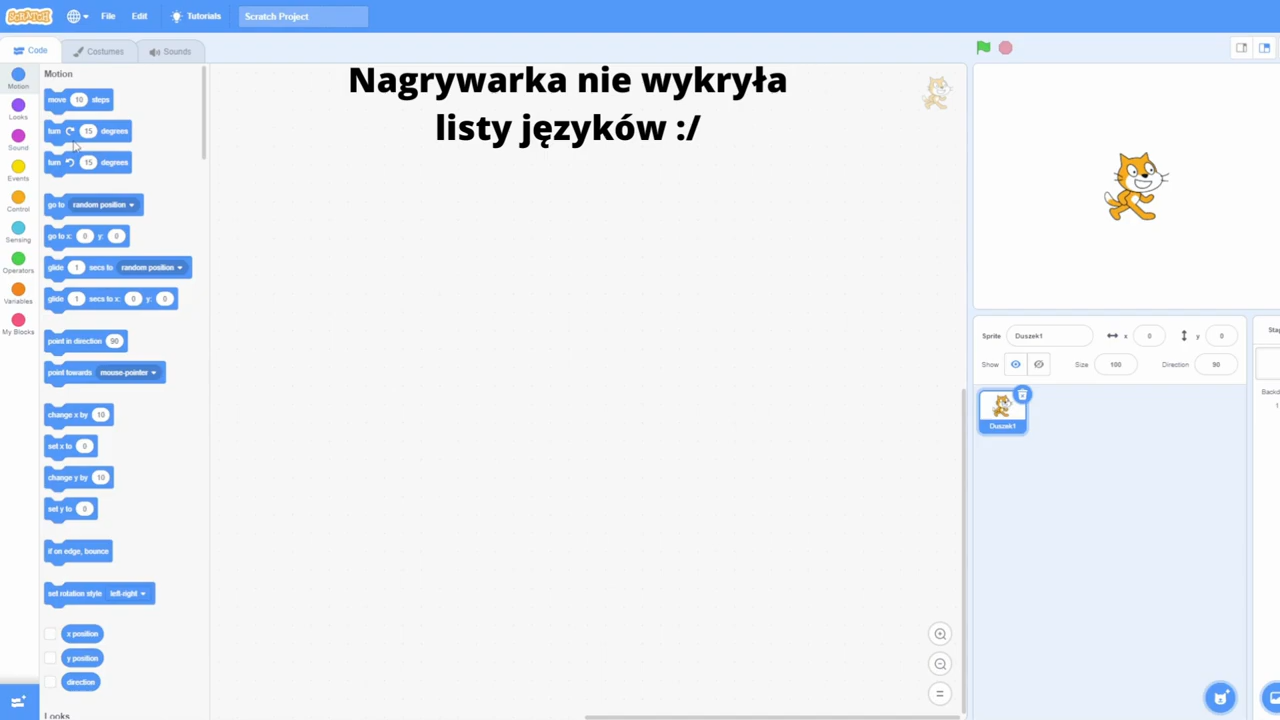 SCRATCH
File
Edit
Tutorials
Scratch Project
Code
Costumes
Sounds
Nagrywarka nie wykryła
listy języków :/
Motion
Looks
Sound
Events
Control
Sensing
Operators
Variables
My Blocks
Motion
move 10 steps
turn 15 degrees
turn 15 degrees
go to random position
go to x: 0 y: 0
glide 1 secs to random position
glide 1 secs to x: 0 y: 0
point in direction 90
point towards mouse-pointer
change x by 10
set x to 0
change y by 10
set y to 0
if on edge, bounce
set rotation style left-right
x position
y position
direction
Looks
Sprite Duszek1 x 0 y 0
Show Size 100 Direction 90
Duszek1
1